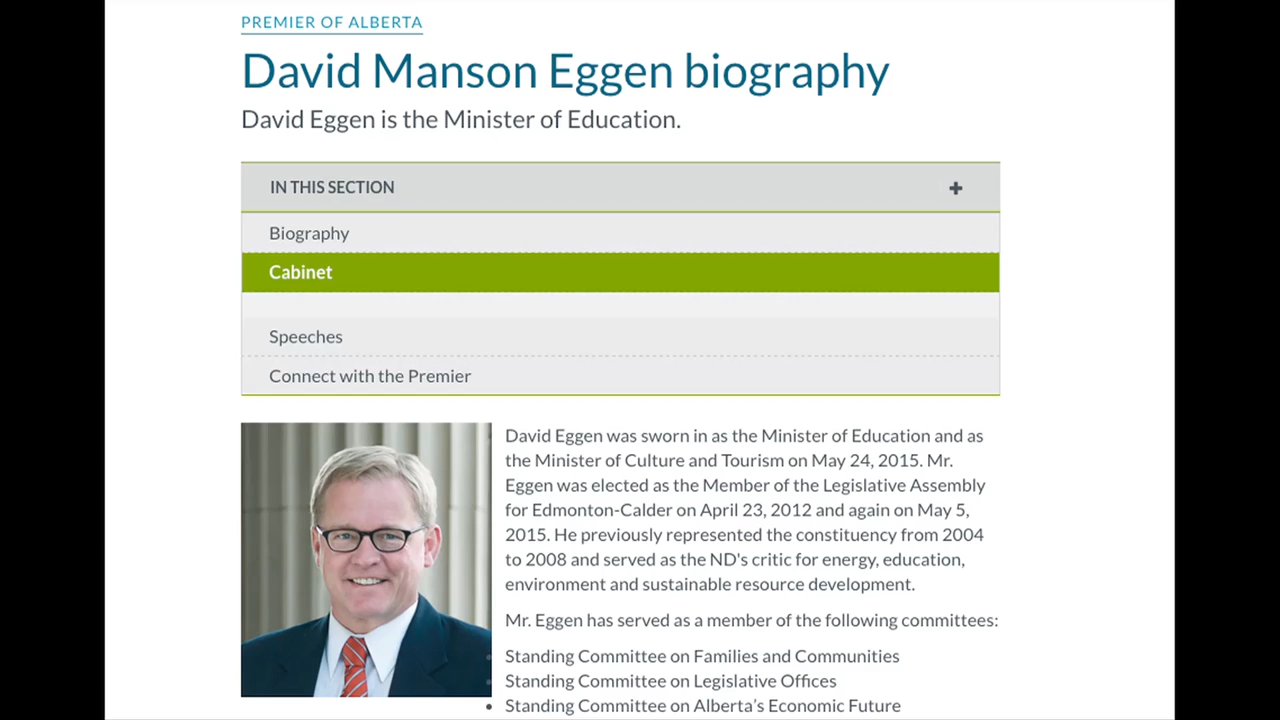 PREMIER OF ALBERTA
David Manson Eggen biography
David Eggen is the Minister of Education.
IN THIS SECTION
Biography
Cabinet
Speeches
Connect with the Premier
David Eggen was sworn in as the Minister of Education and as
the Minister of Culture and Tourism on May 24, 2015. Mr.
Eggen was elected as the Member of the Legislative Assembly
for Edmonton-Calder on April 23, 2012 and again on May 5,
2015. He previously represented the constituency from 2004
to 2008 and served as the ND's critic for energy, education,
environment and sustainable resource development.
Mr. Eggen has served as a member of the following committees:
Standing Committee on Families and Communities
Standing Committee on Legislative Offices
• Standing Committee on Alberta’s Economic Future